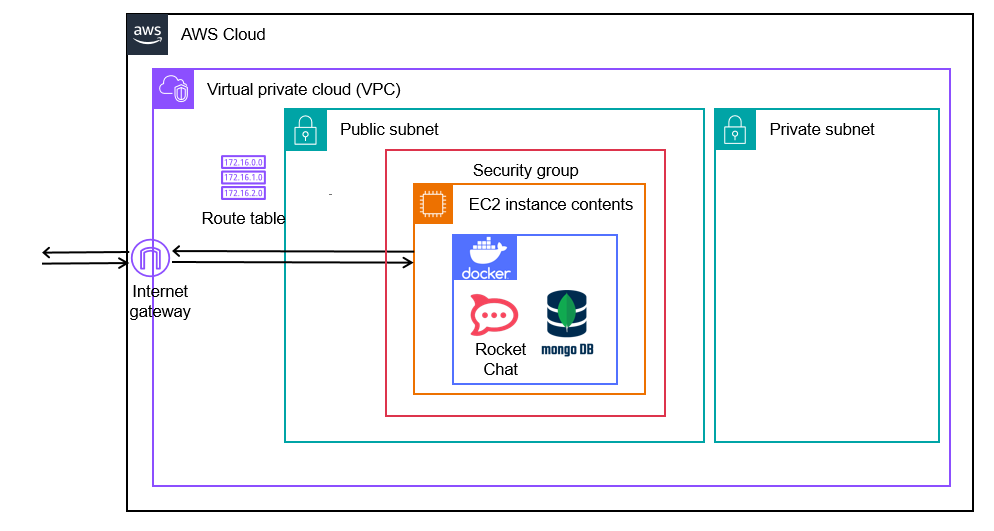 aws
AWS Cloud
Virtual private cloud (VPC)
Public subnet
Private subnet
172.16.0.0
172.16.1.0
172.16.2.0
Route table
-
Security group
EC2 instance contents
docker
Rocket
Chat
mongo DB
Internet
gateway